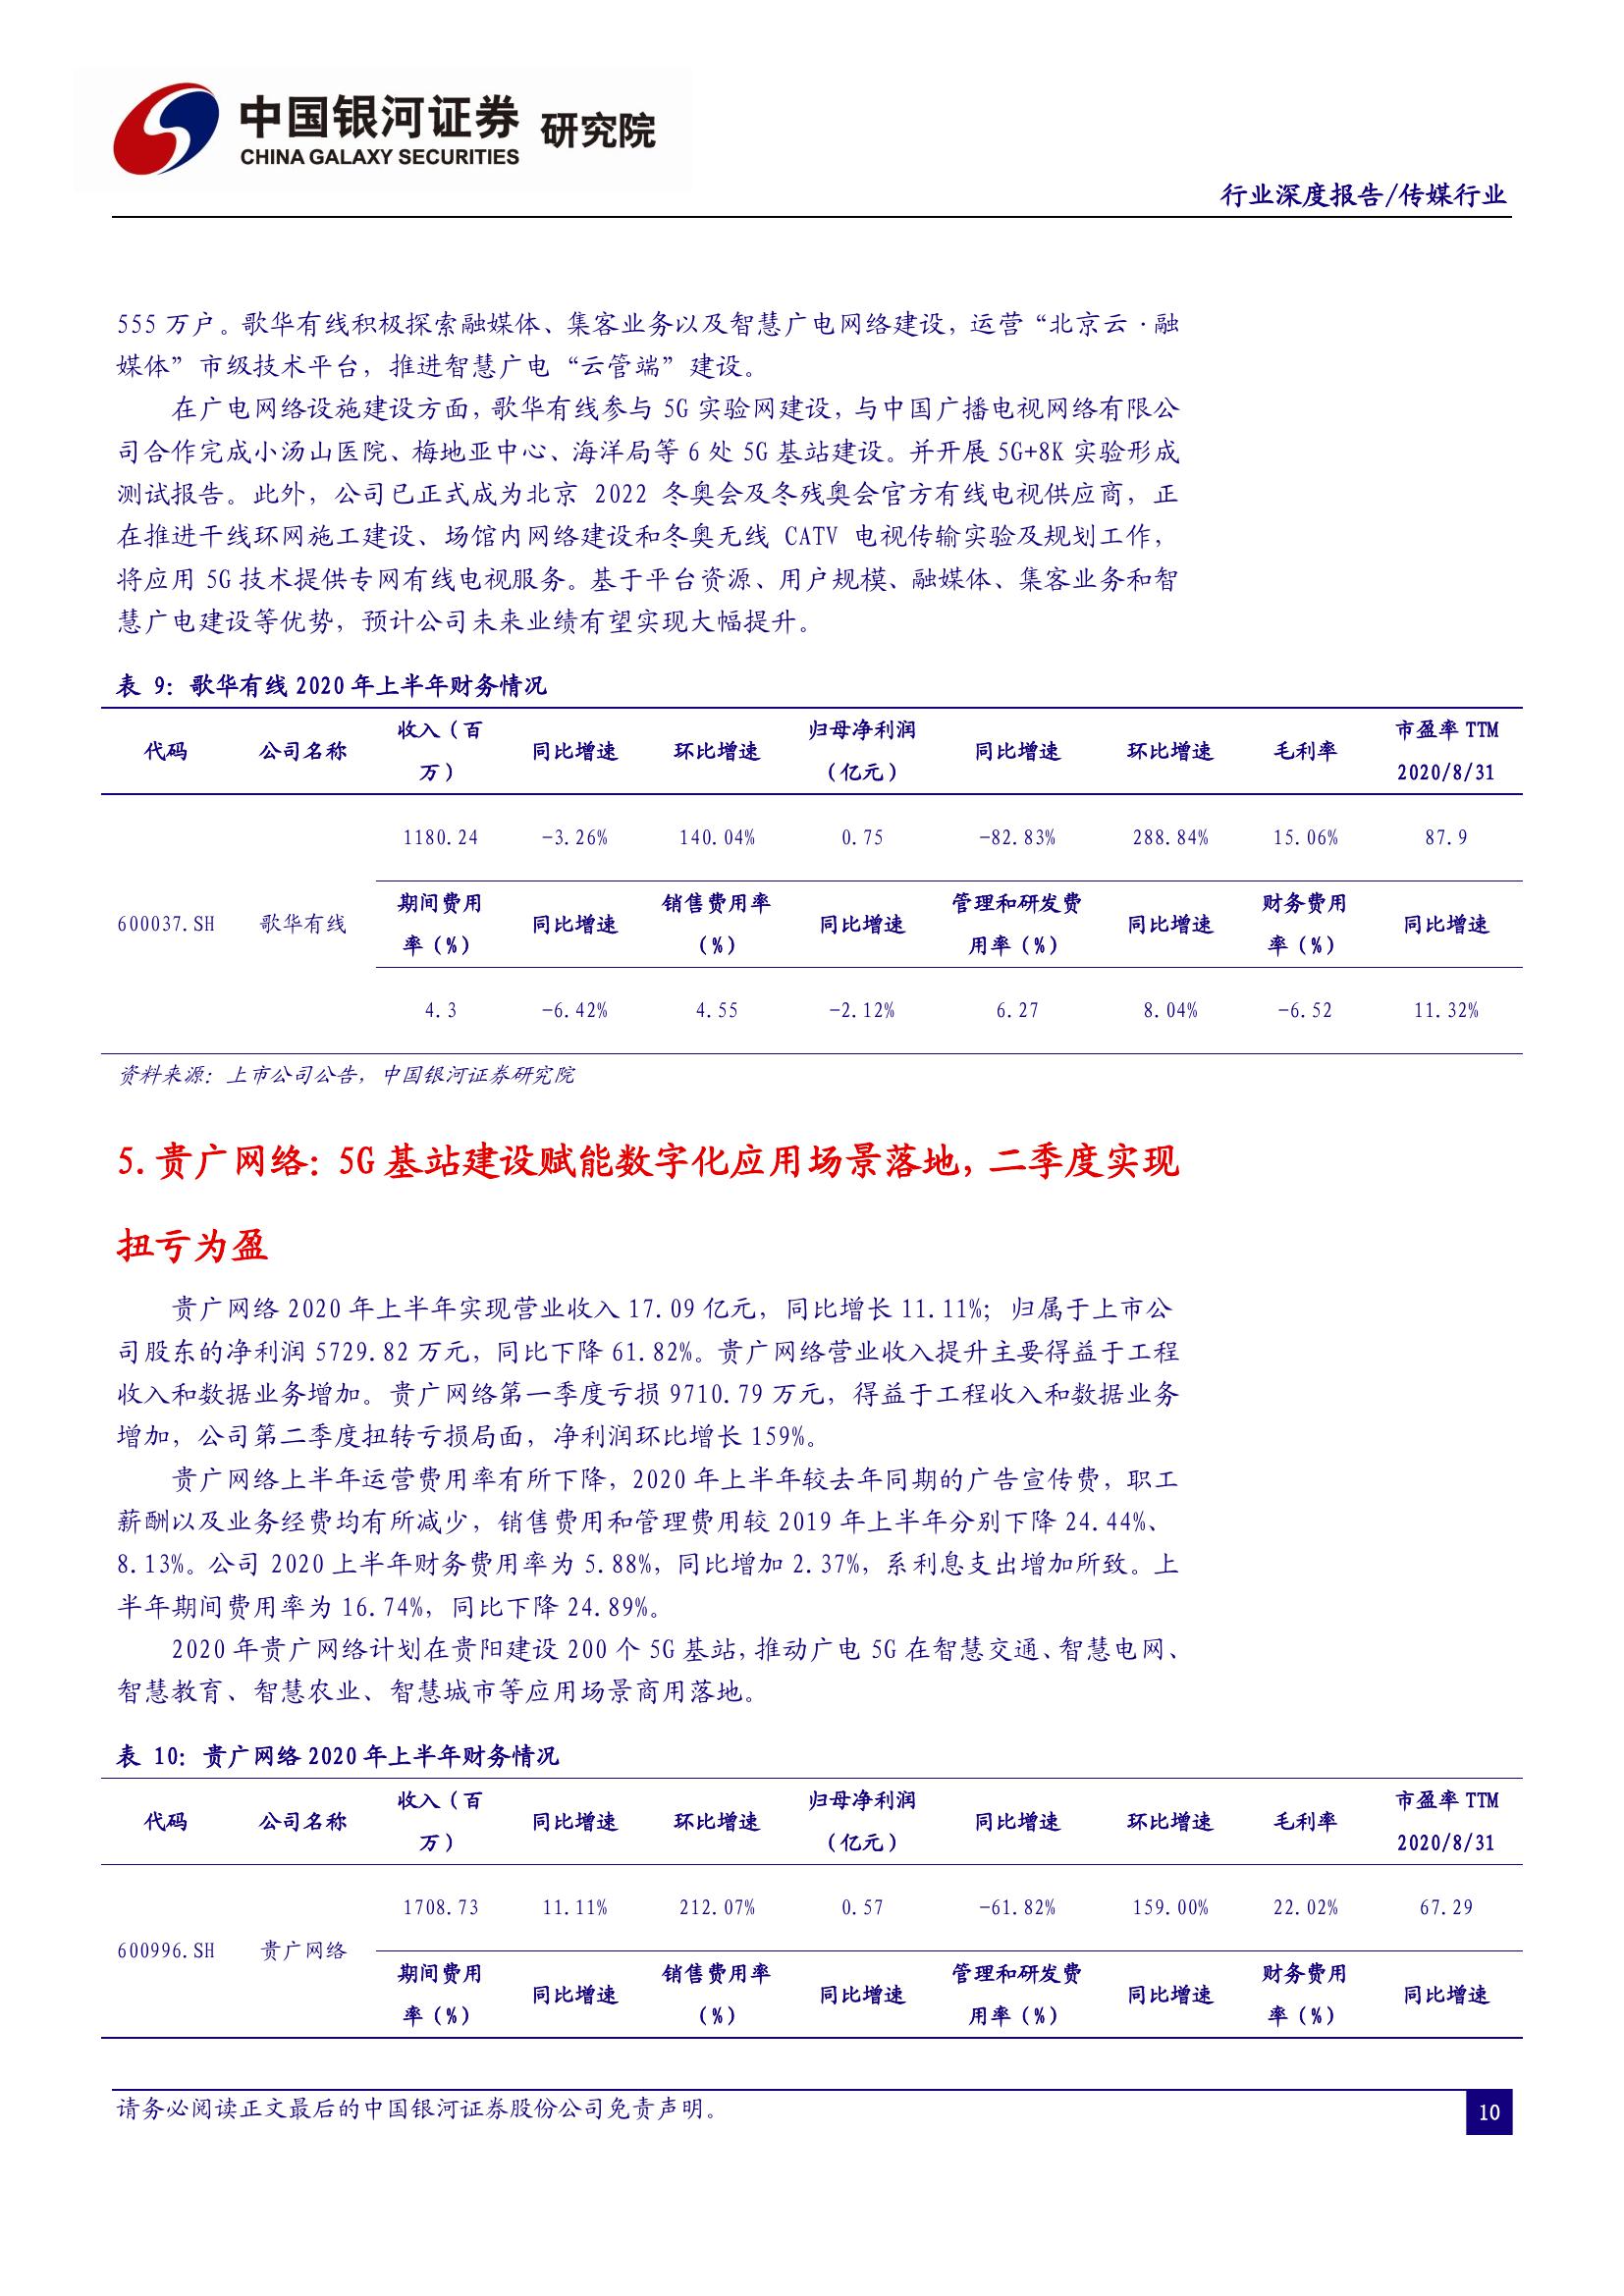 中国银河证券 研究院
CHINA GALAXY SECURITIES
行业深度报告/传媒行业
555 万户。歌华有线积极探索融媒体、集客业务以及智慧广电网络建设，运营“北京云·融
媒体”市级技术平台，推进智慧广电“云管端”建设。
在广电网络设施建设方面，歌华有线参与 5G 实验网建设，与中国广播电视网络有限公
司合作完成小汤山医院、梅地亚中心、海洋局等 6 处 5G 基站建设。并开展 5G+8K 实验形成
测试报告。此外，公司已正式成为北京 2022 冬奥会及冬残奥会官方有线电视供应商，正
在推进干线环网施工建设、场馆内网络建设和冬奥无线 CATV 电视传输实验及规划工作，
将应用 5G 技术提供专网有线电视服务。基于平台资源、用户规模、融媒体、集客业务和智
慧广电建设等优势，预计公司未来业绩有望实现大幅提升。
表 9：歌华有线 2020 年上半年财务情况
代码 公司名称 收入（百万） 同比增速 环比增速 归母净利润（亿元） 同比增速 环比增速 毛利率 市盈率 TTM 2020/8/31
1180.24 -3.26% 140.04% 0.75 -82.83% 288.84% 15.06% 87.9
600037.SH 歌华有线 期间费用率（%） 同比增速 销售费用率（%） 同比增速 管理和研发费用率（%） 同比增速 财务费用率（%） 同比增速
4.3 -6.42% 4.55 -2.12% 6.27 8.04% -6.52 11.32%
资料来源：上市公司公告，中国银河证券研究院
5. 贵广网络：5G 基站建设赋能数字化应用场景落地，二季度实现
扭亏为盈
贵广网络 2020 年上半年实现营业收入 17.09 亿元，同比增长 11.11%；归属于上市公
司股东的净利润 5729.82 万元，同比下降 61.82%。贵广网络营业收入提升主要得益于工程
收入和数据业务增加。贵广网络第一季度亏损 9710.79 万元，得益于工程收入和数据业务
增加，公司第二季度扭转亏损局面，净利润环比增长 159%。
贵广网络上半年运营费用率有所下降，2020 年上半年较去年同期的广告宣传费，职工
薪酬以及业务经费均有所减少，销售费用和管理费用较 2019 年上半年分别下降 24.44%、
8.13%。公司 2020 上半年财务费用率为 5.88%，同比增加 2.37%，系利息支出增加所致。上
半年期间费用率为 16.74%，同比下降 24.89%。
2020 年贵广网络计划在贵阳建设 200 个 5G 基站，推动广电 5G 在智慧交通、智慧电网、
智慧教育、智慧农业、智慧城市等应用场景商用落地。
表 10：贵广网络 2020 年上半年财务情况
代码 公司名称 收入（百万） 同比增速 环比增速 归母净利润（亿元） 同比增速 环比增速 毛利率 市盈率 TTM 2020/8/31
1708.73 11.11% 212.07% 0.57 -61.82% 159.00% 22.02% 67.29
600996.SH 贵广网络 期间费用率（%） 同比增速 销售费用率（%） 同比增速 管理和研发费用率（%） 同比增速 财务费用率（%） 同比增速
请务必阅读正文最后的中国银河证券股份公司免责声明。
10